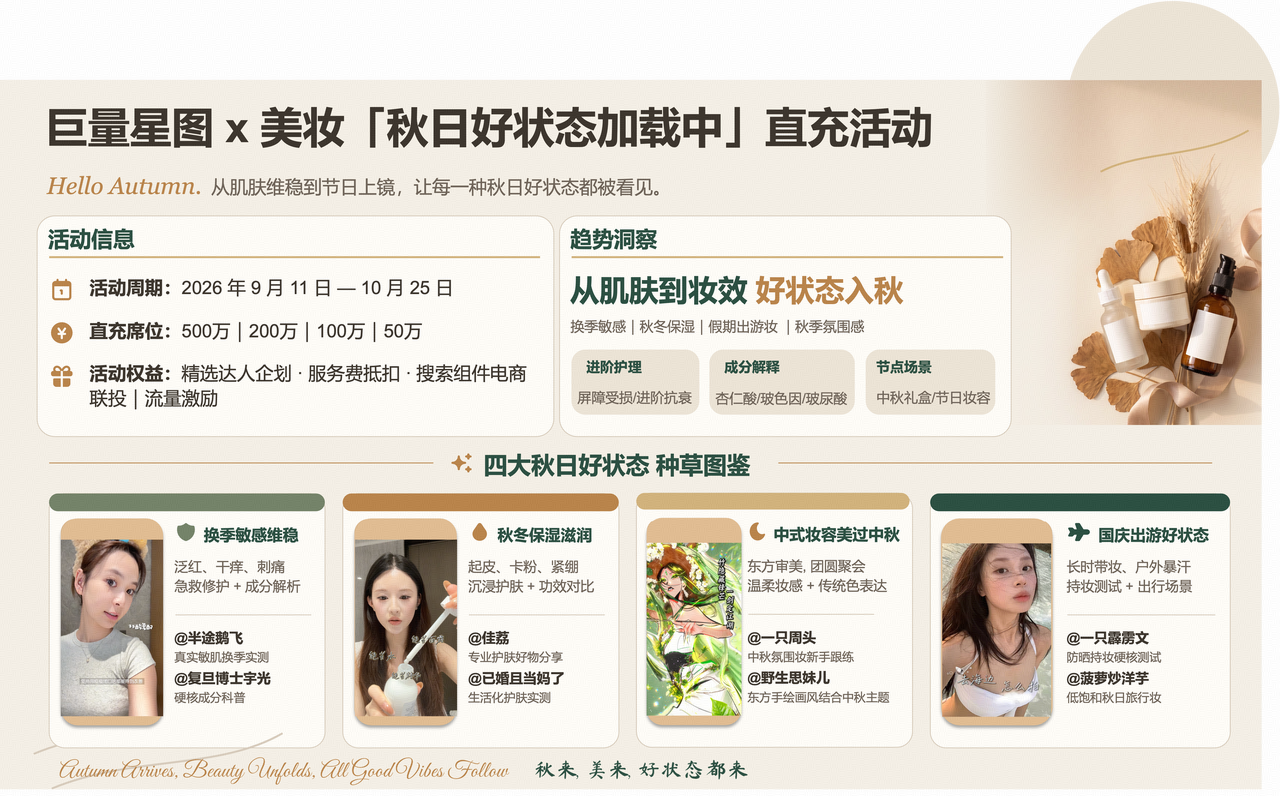 巨量星图 x 美妆「秋日好状态加载中」直充活动
Hello Autumn. 从肌肤维稳到节日上镜，让每一种秋日好状态都被看见。
活动信息
活动周期：2026 年 9 月 11 日 — 10 月 25 日
直充席位：500万 | 200万 | 100万 | 50万
活动权益：精选达人企划 · 服务费抵扣 · 搜索组件电商
联投 | 流量激励
趋势洞察
从肌肤到妆效 好状态入秋
换季敏感 | 秋冬保湿 | 假期出游妆 | 秋季氛围感
进阶护理
屏障受损/进阶抗衰
成分解释
杏仁酸/玻色因/玻尿酸
节点场景
中秋礼盒/节日妆容
四大秋日好状态 种草图鉴
换季敏感维稳
泛红、干痒、刺痛
急救修护 + 成分解析
@半途鹅飞
真实敏肌换季实测
@复旦博士宇光
硬核成分科普
秋冬保湿滋润
起皮、卡粉、紧绷
沉浸护肤 + 功效对比
@佳荔
专业护肤好物分享
@已婚且当妈了
生活化护肤实测
中式妆容美过中秋
东方审美, 团圆聚会
温柔妆感 + 传统色表达
@一只周头
中秋氛围妆新手跟练
@野生思妹儿
东方手绘画风结合中秋主题
国庆出游好状态
长时带妆、户外暴汗
持妆测试 + 出行场景
去海边 怎么拍
@一只霹雳文
防晒持妆硬核测试
@菠萝炒洋芋
低饱和秋日旅行妆
Autumn Arrives, Beauty Unfolds, All Good Vibes Follow
秋来, 美来, 好状态都来